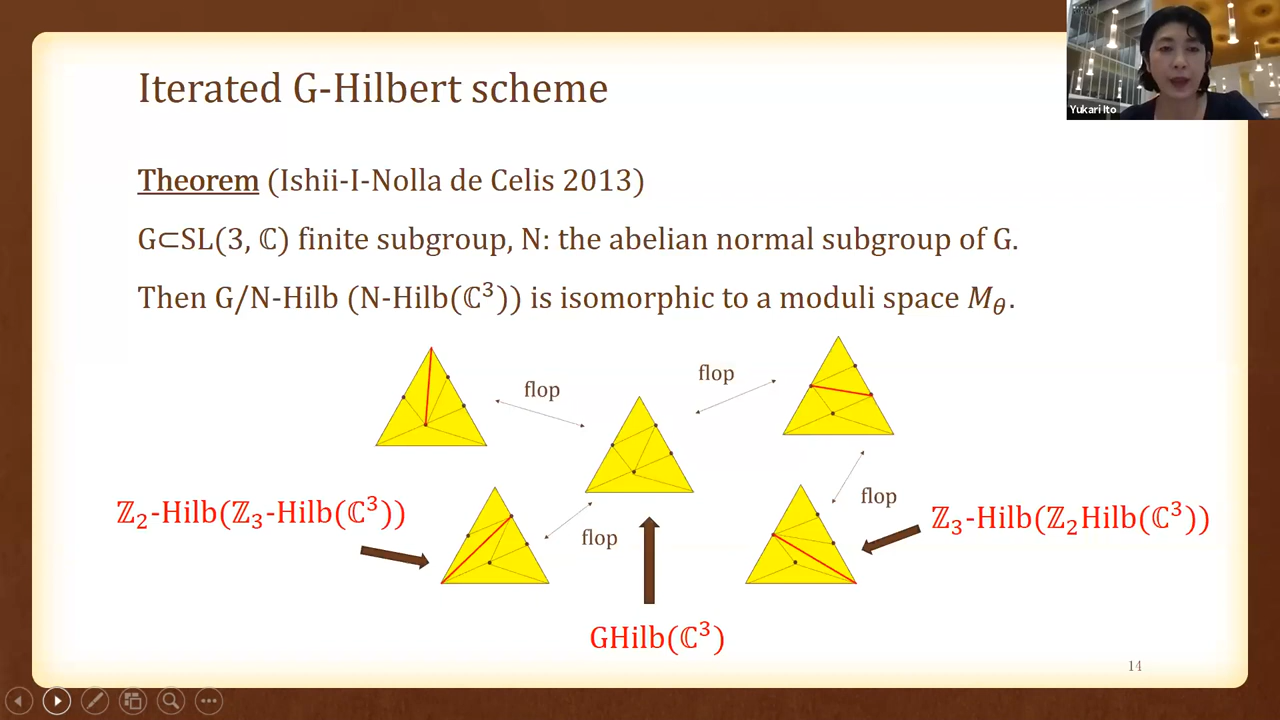 Iterated G-Hilbert scheme
Yukari Ito
Theorem (Ishii-I-Nolla de Celis 2013)
G⊂SL(3, ℂ) finite subgroup, N: the abelian normal subgroup of G.
Then G/N-Hilb (N-Hilb(ℂ³)) is isomorphic to a moduli space M_θ.
flop
flop
ℤ₂-Hilb(ℤ₃-Hilb(ℂ³))
flop
flop
ℤ₃-Hilb(ℤ₂Hilb(ℂ³))
GHilb(ℂ³)
14